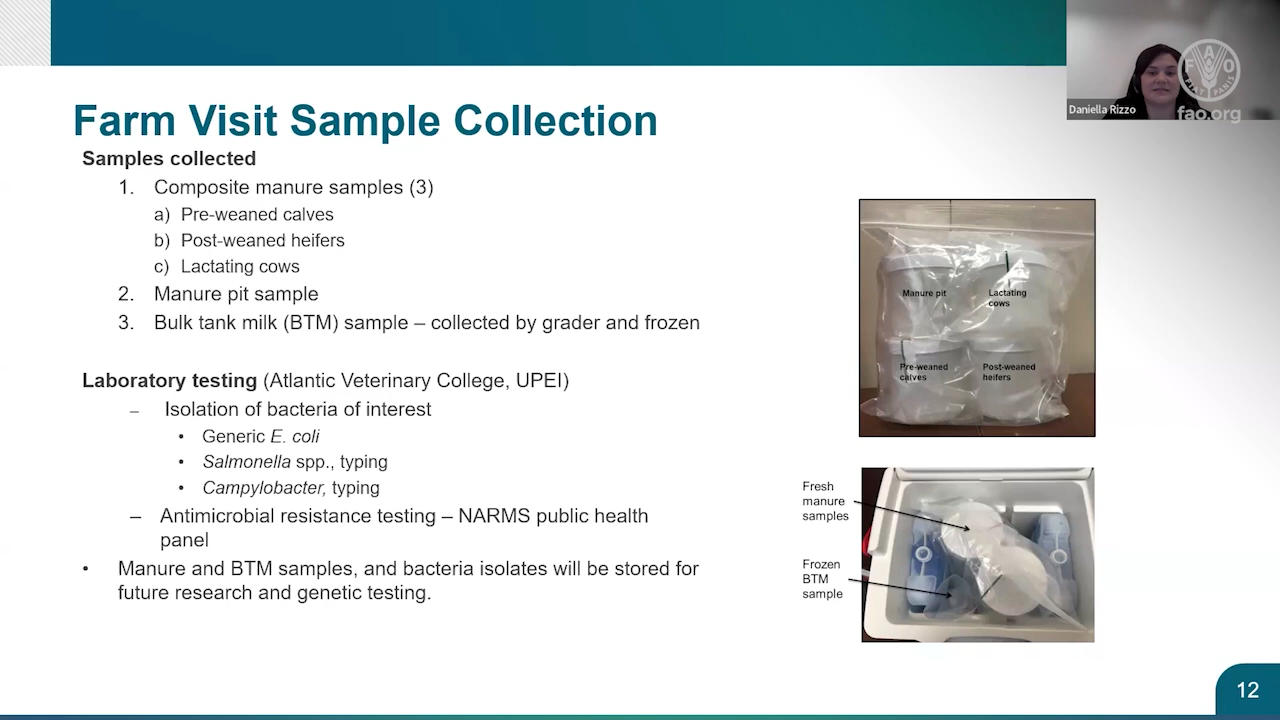 Farm Visit Sample Collection
Samples collected
1. Composite manure samples (3)
a) Pre-weaned calves
b) Post-weaned heifers
c) Lactating cows
2. Manure pit sample
3. Bulk tank milk (BTM) sample – collected by grader and frozen
Laboratory testing (Atlantic Veterinary College, UPEI)
– Isolation of bacteria of interest
• Generic E. coli
• Salmonella spp., typing
• Campylobacter, typing
– Antimicrobial resistance testing – NARMS public health
panel
• Manure and BTM samples, and bacteria isolates will be stored for
future research and genetic testing.
Manure pit
Lactating
cows
Pre-weaned
calves
Post-weaned
heifers
Fresh
manure
samples
Frozen
BTM
sample
Daniella Rizzo
FAO
FIAT PANIS
fao.org
12